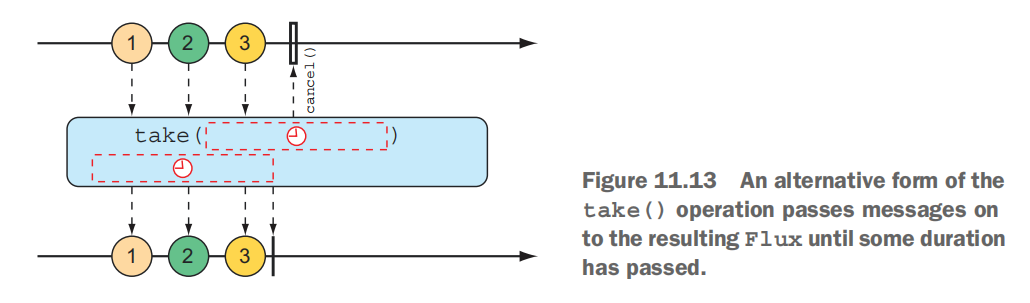 1 2 3
cancel()
take( )
1 2 3
Figure 11.13 An alternative form of the
take() operation passes messages on
to the resulting Flux until some duration
has passed.